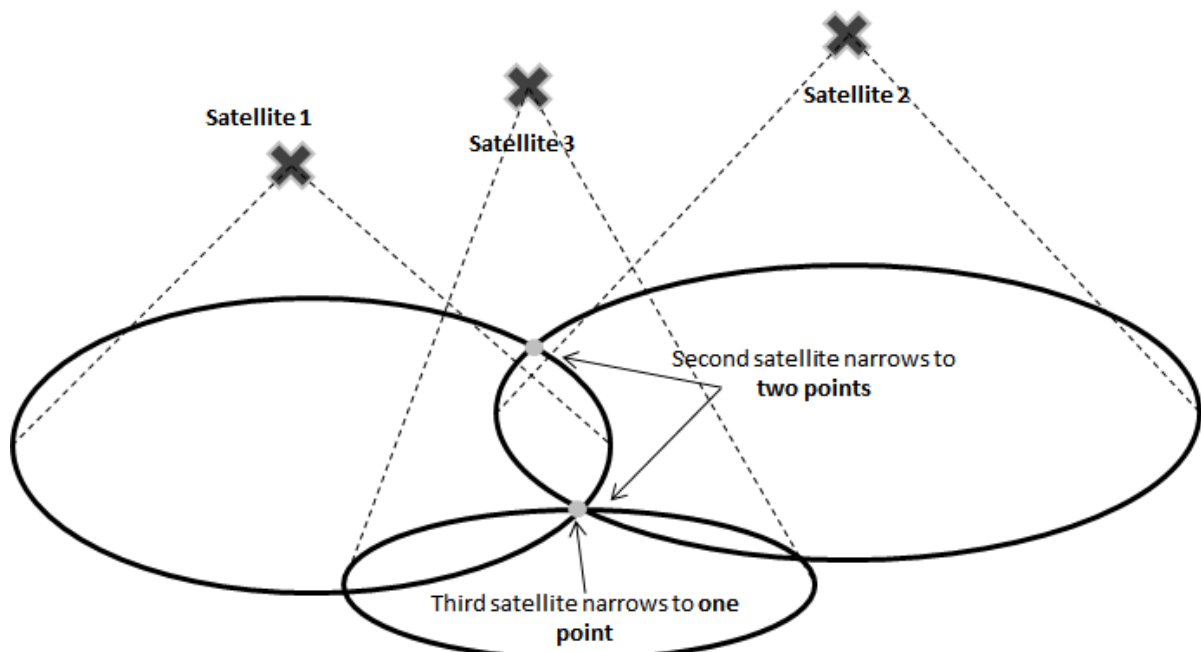 Satellite 1
Satellite 3
Satellite 2
Second satellite narrows to
two points
Third satellite narrows to one
point